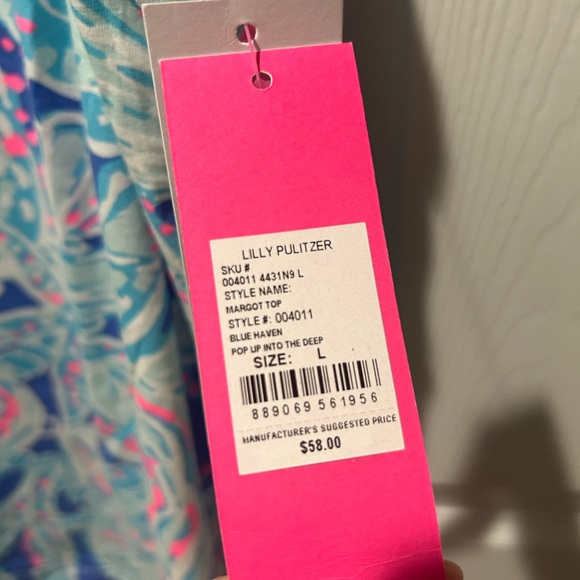 LILLY PULITZER
SKU #
004011 4431N9 L
STYLE NAME:
MARGOT TOP
STYLE #: 004011
BLUE HAVEN
POP UP INTO THE DEEP
SIZE: L
889069 561956
MANUFACTURER'S SUGGESTED PRICE
$58.00